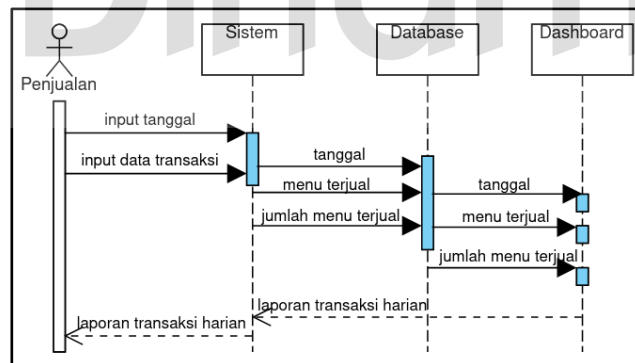 Sistem
Database
Dashboard
Penjualan
input tanggal
input data transaksi
tanggal
menu terjual
tanggal
jumlah menu terjual
menu terjual
jumlah menu terjual
laporan transaksi harian
laporan transaksi harian